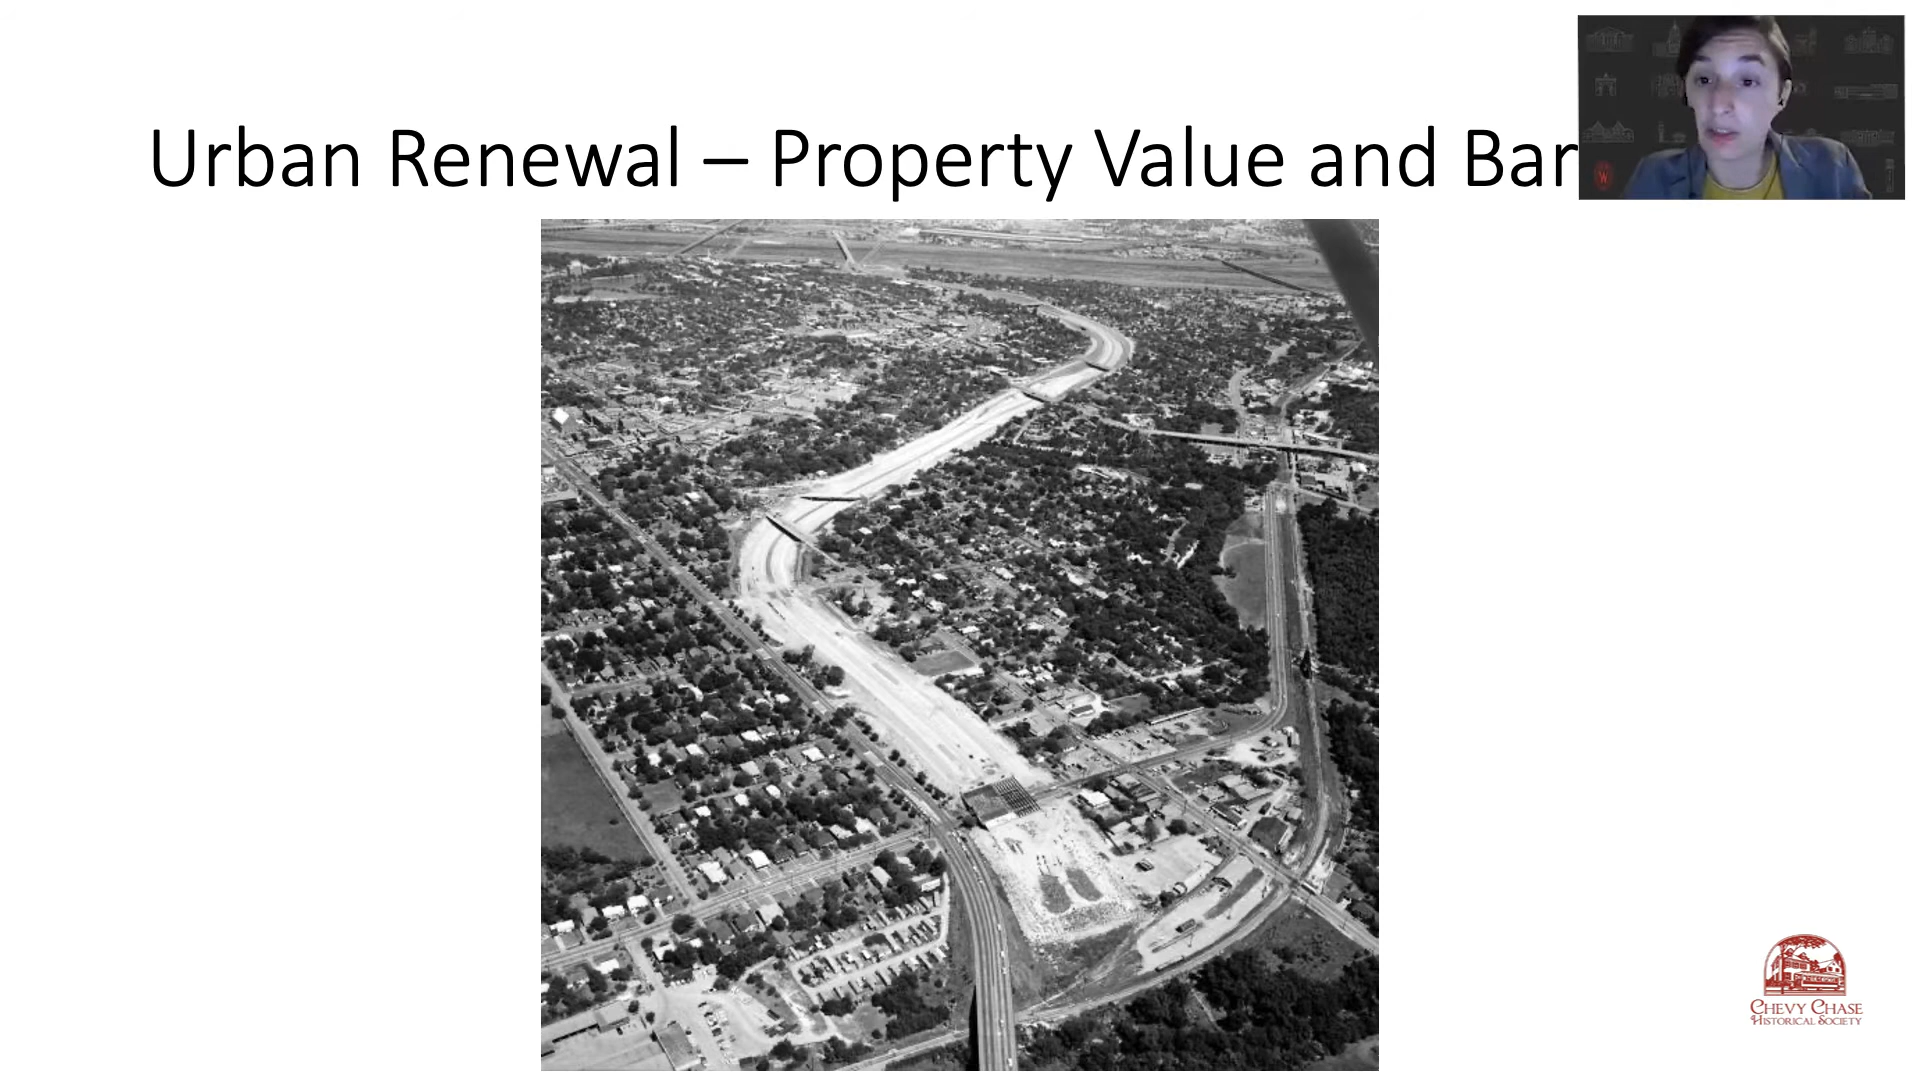 Urban Renewal – Property Value and Bar
W
CHEVY CHASE
HISTORICAL SOCIETY